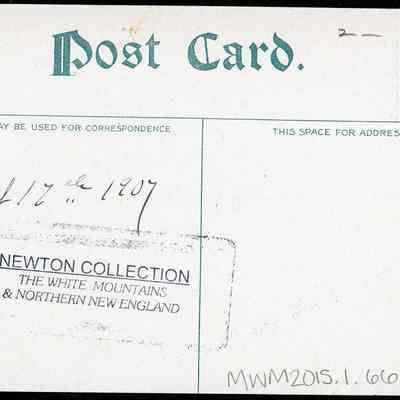 Post Card.
2-
AY BE USED FOR CORRESPONDENCE
THIS SPACE FOR ADDRES
17 1907
NEWTON COLLECTION
THE WHITE MOUNTAINS
& NORTHERN NEW ENGLAND
MWM2015.1.66